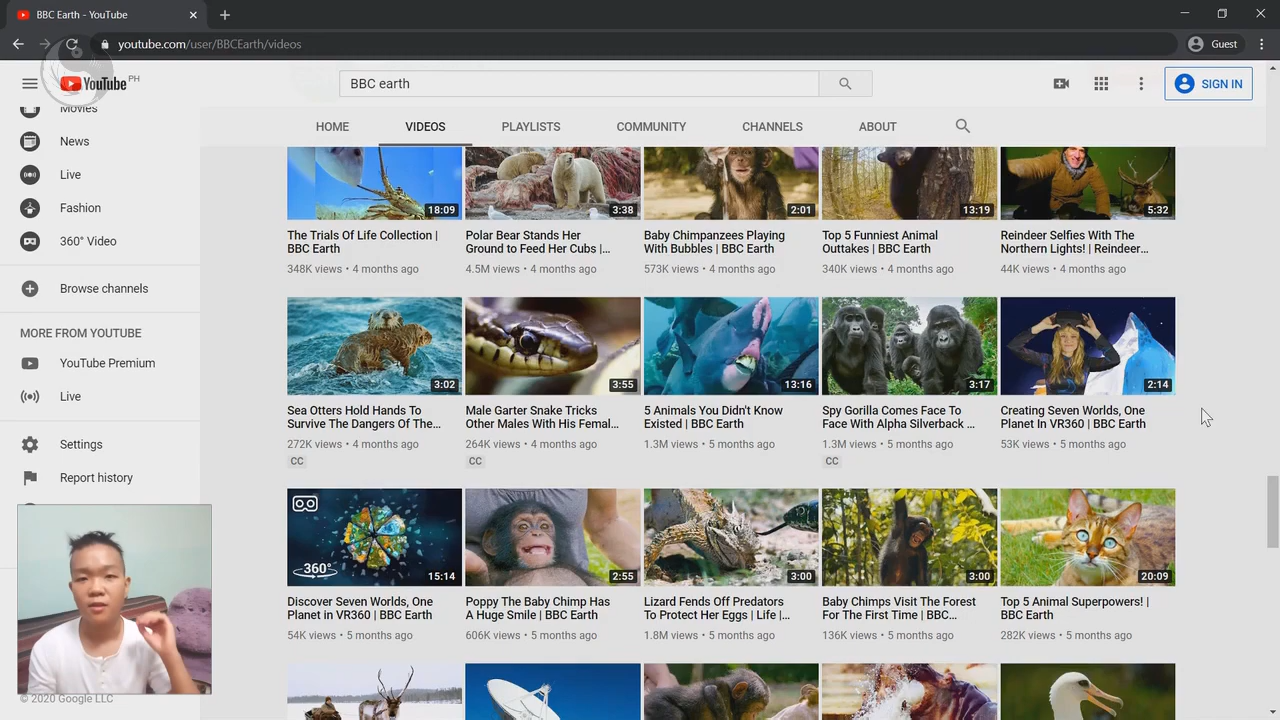 BBC Earth - YouTube
youtube.com/user/BBCEarth/videos
Guest
YouTube PH
BBC earth
SIGN IN
HOME VIDEOS PLAYLISTS COMMUNITY CHANNELS ABOUT
Movies
News
Live
Fashion
360° Video
Browse channels
MORE FROM YOUTUBE
YouTube Premium
Live
Settings
Report history
© 2020 Google LLC
18:09
The Trials Of Life Collection |
BBC Earth
348K views • 4 months ago
3:38
Polar Bear Stands Her
Ground to Feed Her Cubs |...
4.5M views • 4 months ago
2:01
Baby Chimpanzees Playing
With Bubbles | BBC Earth
573K views • 4 months ago
13:19
Top 5 Funniest Animal
Outtakes | BBC Earth
340K views • 4 months ago
5:32
Reindeer Selfies With The
Northern Lights! | Reindeer...
44K views • 4 months ago
3:02
Sea Otters Hold Hands To
Survive The Dangers Of The...
272K views • 4 months ago
CC
3:55
Male Garter Snake Tricks
Other Males With His Femal...
264K views • 4 months ago
CC
13:16
5 Animals You Didn't Know
Existed | BBC Earth
1.3M views • 5 months ago
3:17
Spy Gorilla Comes Face To
Face With Alpha Silverback ...
1.3M views • 5 months ago
CC
2:14
Creating Seven Worlds, One
Planet In VR360 | BBC Earth
53K views • 5 months ago
360°
15:14
Discover Seven Worlds, One
Planet in VR360 | BBC Earth
54K views • 5 months ago
2:55
Poppy The Baby Chimp Has
A Huge Smile | BBC Earth
606K views • 5 months ago
3:00
Lizard Fends Off Predators
To Protect Her Eggs | Life |...
1.8M views • 5 months ago
3:00
Baby Chimps Visit The Forest
For The First Time | BBC...
136K views • 5 months ago
20:09
Top 5 Animal Superpowers! |
BBC Earth
282K views • 5 months ago